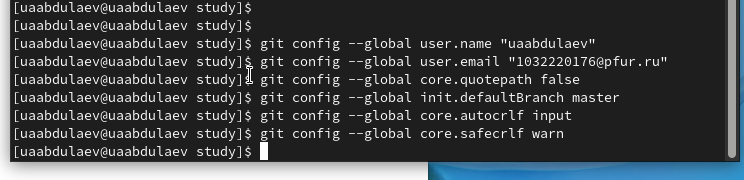 [uaabdulaev@uaabdulaev study]$
[uaabdulaev@uaabdulaev study]$
[uaabdulaev@uaabdulaev study]$ git config --global user.name "uaabdulaev"
[uaabdulaev@uaabdulaev study]$ git config --global user.email "1032220176@pfur.ru"
[uaabdulaev@uaabdulaev study]$ git config --global core.quotepath false
[uaabdulaev@uaabdulaev study]$ git config --global init.defaultBranch master
[uaabdulaev@uaabdulaev study]$ git config --global core.autocrlf input
[uaabdulaev@uaabdulaev study]$ git config --global core.safecrlf warn
[uaabdulaev@uaabdulaev study]$